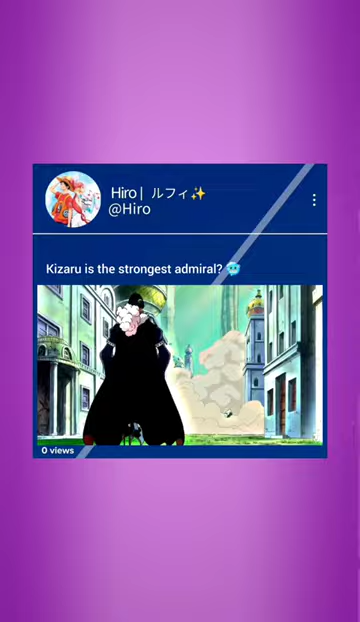 Hiro | ルフィ✨
@Hiro
Kizaru is the strongest admiral? 🥶
0 views